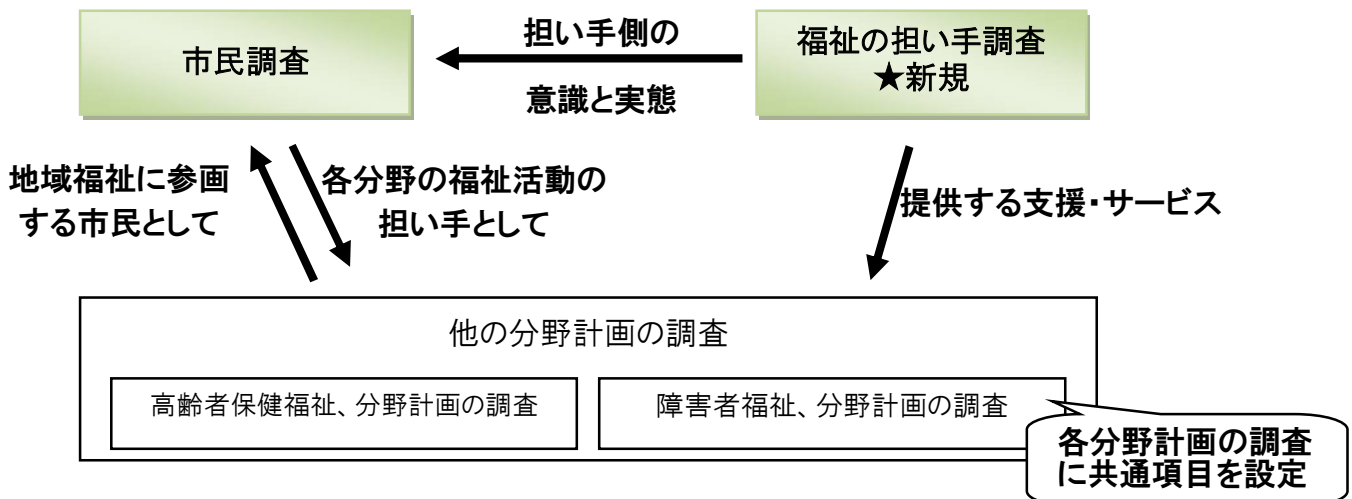 市民調査
担い手側の
意識と実態
福祉の担い手調査
★新規
地域福祉に参画
する市民として
各分野の福祉活動の
担い手として
提供する支援・サービス
他の分野計画の調査
高齢者保健福祉、分野計画の調査
障害者福祉、分野計画の調査
各分野計画の調査
に共通項目を設定